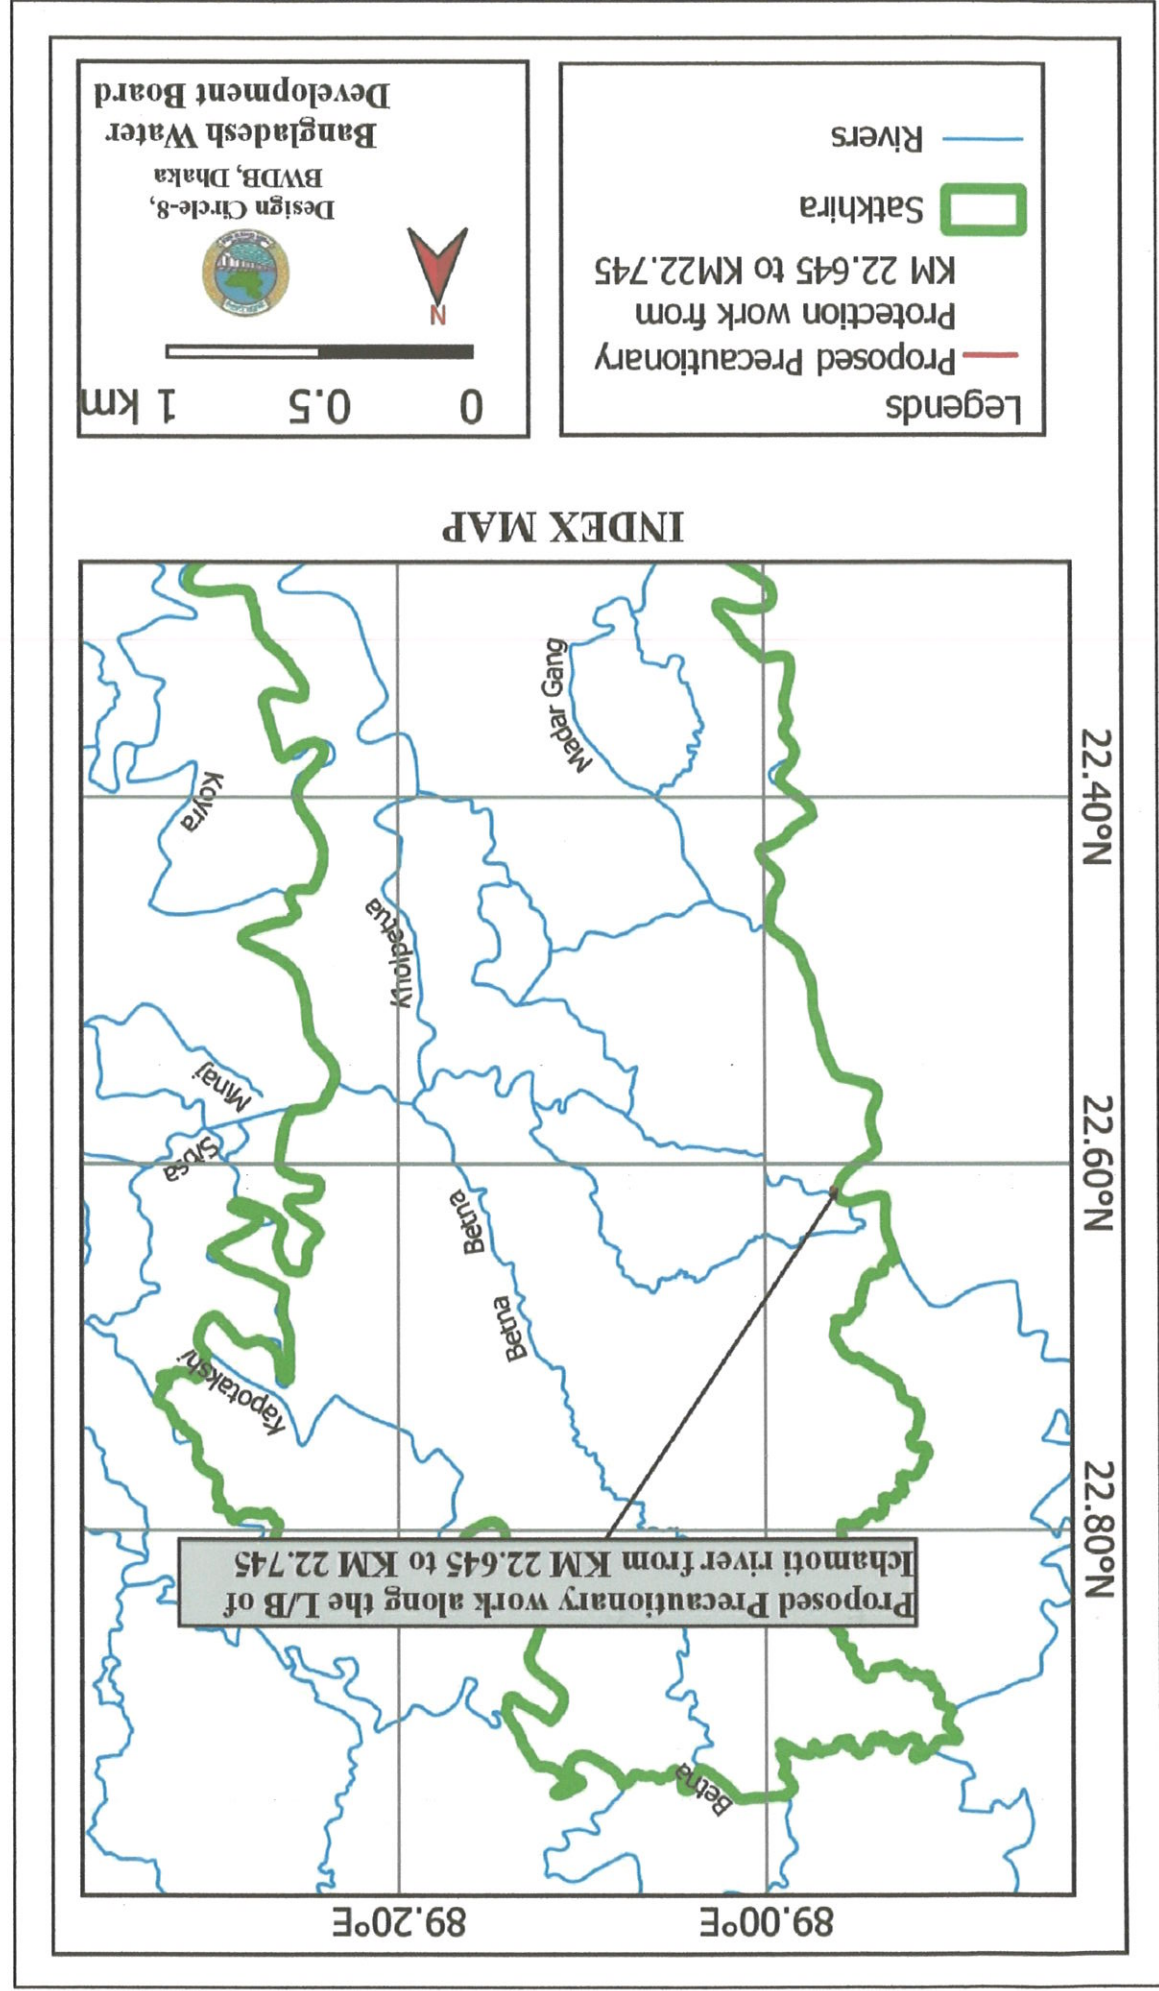 89.00°E
89.20°E
Betna
Proposed Precautionary work along the L/B of
Ichamoti river from KM 22.645 to KM 22.745
22.80°N
Kapotakshi
Betna
Betna
22.60°N
Sibsa
Minaj
Kholpetua
22.40°N
Koyra
Madar Gang
INDEX MAP
Legends
Proposed Precautionary
Protection work from
KM 22.645 to KM22.745
Satkhira
Rivers
0
0.5
1 km
N
Design Circle-8,
BWDB, Dhaka
Bangladesh Water
Development Board